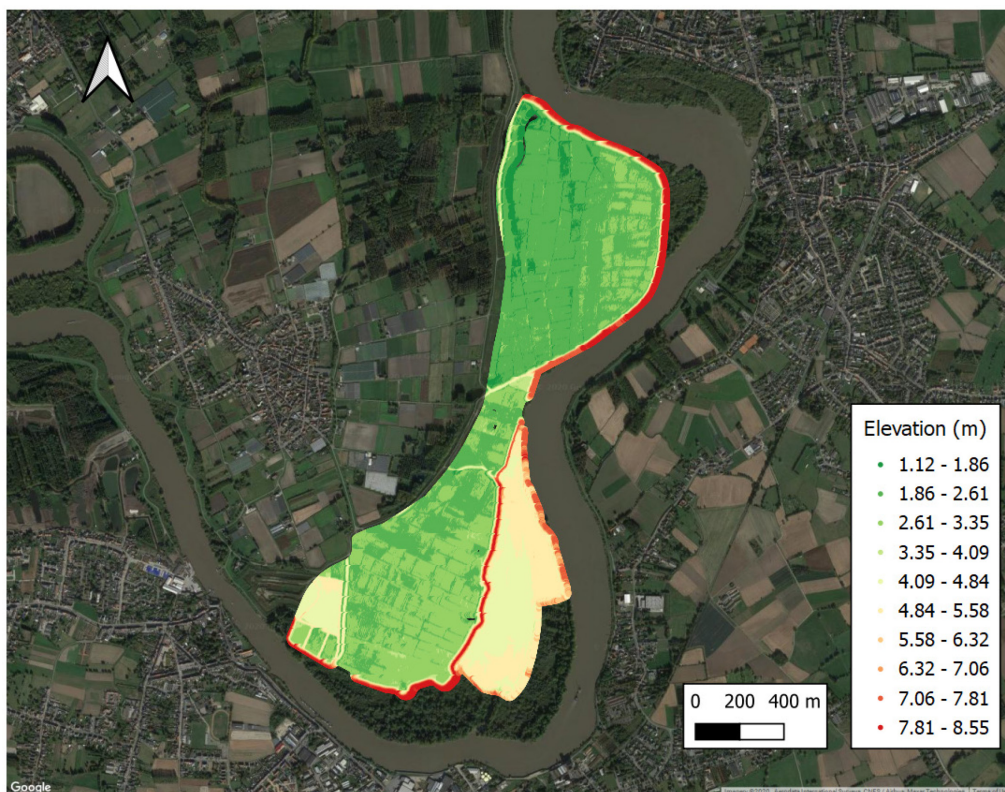 Elevation (m)
1.12 - 1.86
1.86 - 2.61
2.61 - 3.35
3.35 - 4.09
4.09 - 4.84
4.84 - 5.58
5.58 - 6.32
6.32 - 7.06
7.06 - 7.81
7.81 - 8.55
0 200 400 m
Google